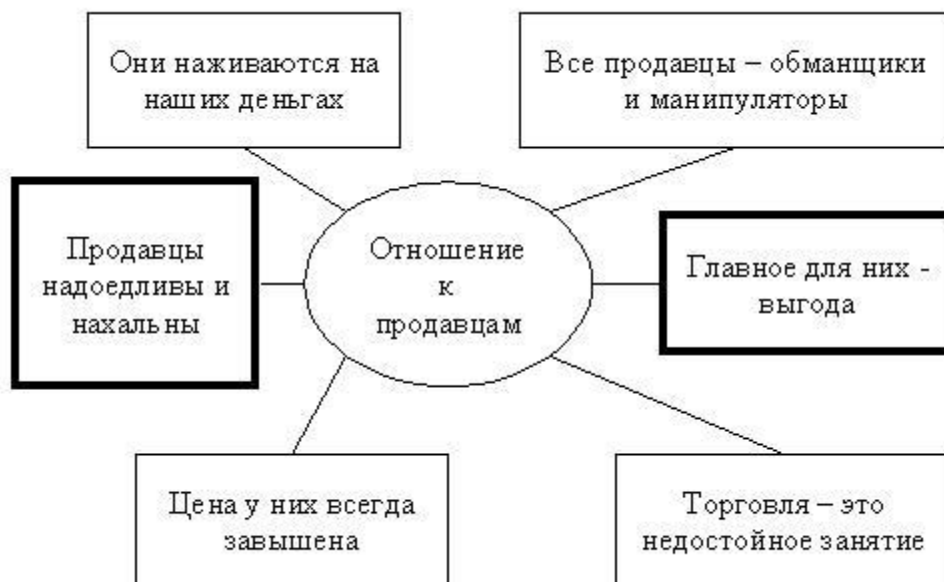 Они наживаются на
наших деньгах
Все продавцы – обманщики
и манипуляторы
Продавцы
надоедливы и
нахальны
Отношение
к
продавцам
Главное для них -
выгода
Цена у них всегда
завышена
Торговля – это
недостойное занятие